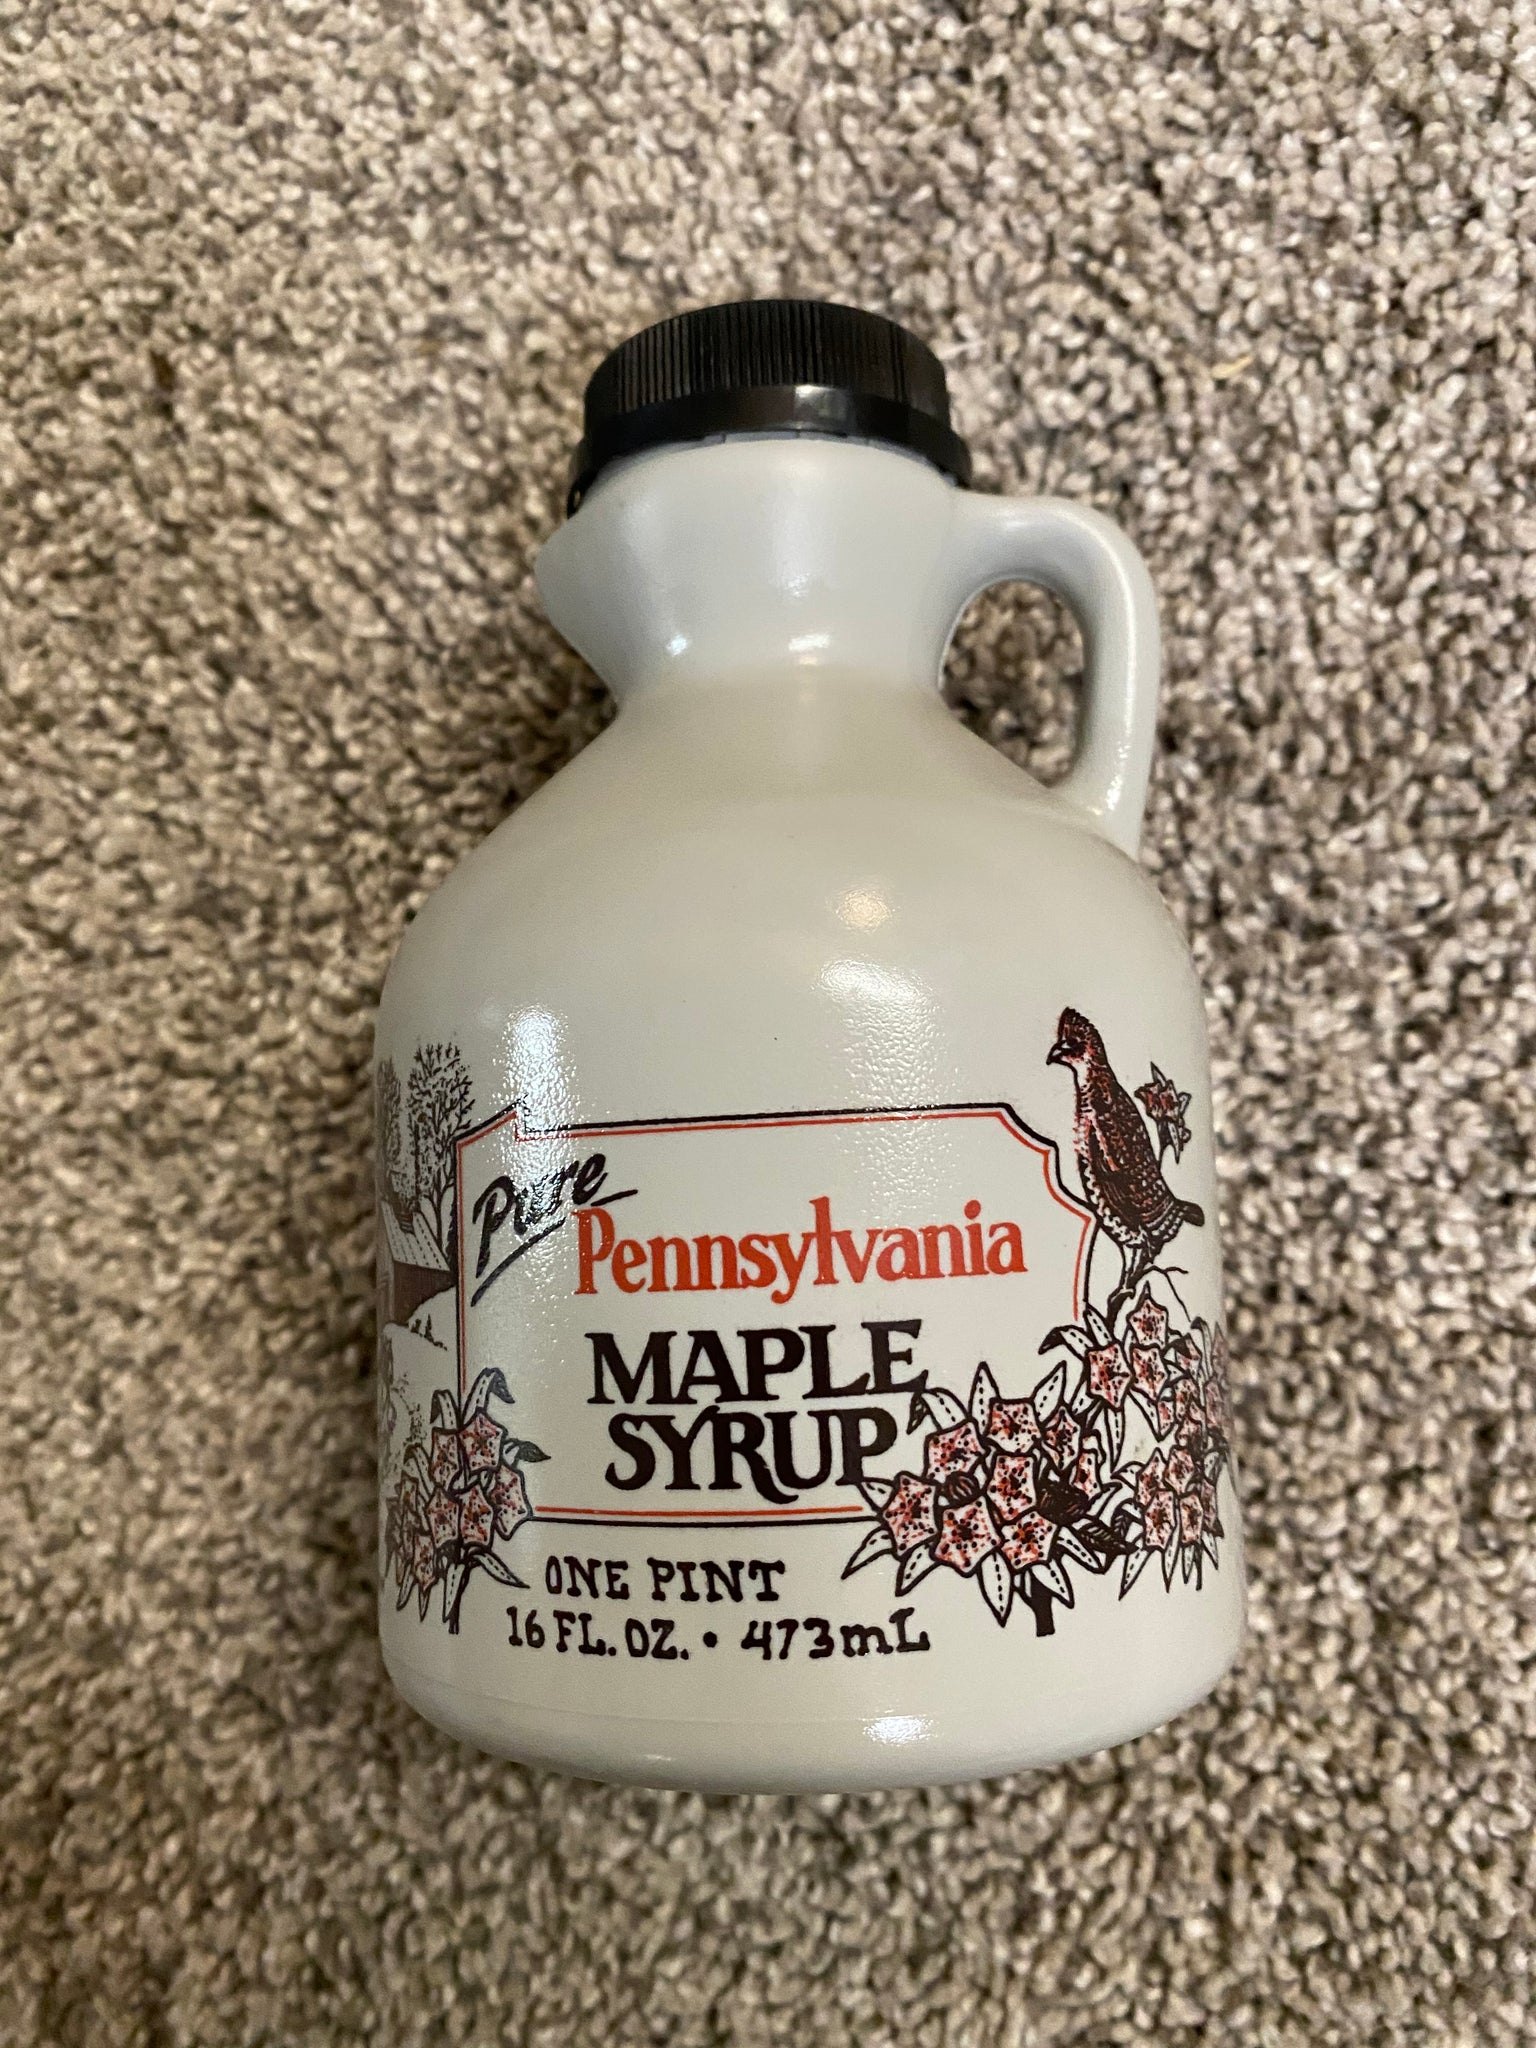 Pure
Pennsylvania
MAPLE
SYRUP
ONE PINT
16 FL. OZ. • 473mL